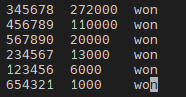 345678  272000  won
456789  110000  won
567890  20000   won
234567  13000   won
123456  6000    won
654321  1000    won